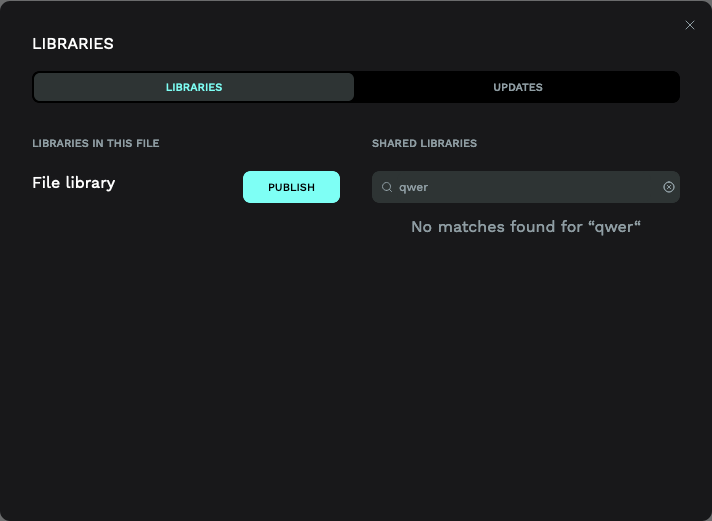 LIBRARIES
LIBRARIES
UPDATES
LIBRARIES IN THIS FILE
File library
PUBLISH
SHARED LIBRARIES
qwer
No matches found for “qwer“